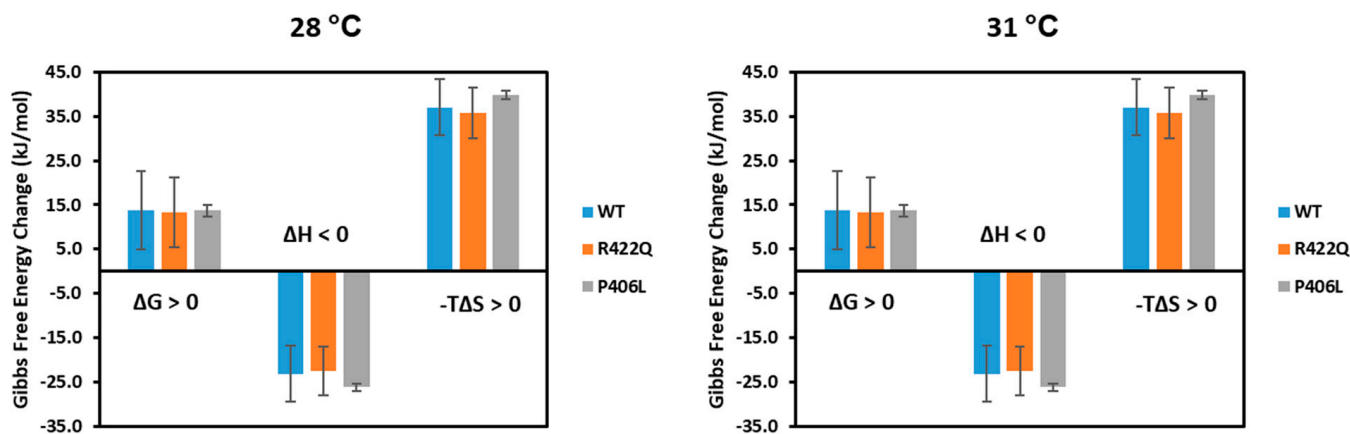 28 °C
Gibbs Free Energy Change (kJ/mol)
45.0
35.0
25.0
15.0
5.0
-5.0
-15.0
-25.0
-35.0
ΔH < 0
ΔG > 0
-TΔS > 0
WT
R422Q
P406L
31 °C
Gibbs Free Energy Change (kJ/mol)
45.0
35.0
25.0
15.0
5.0
-5.0
-15.0
-25.0
-35.0
ΔH < 0
ΔG > 0
-TΔS > 0
WT
R422Q
P406L